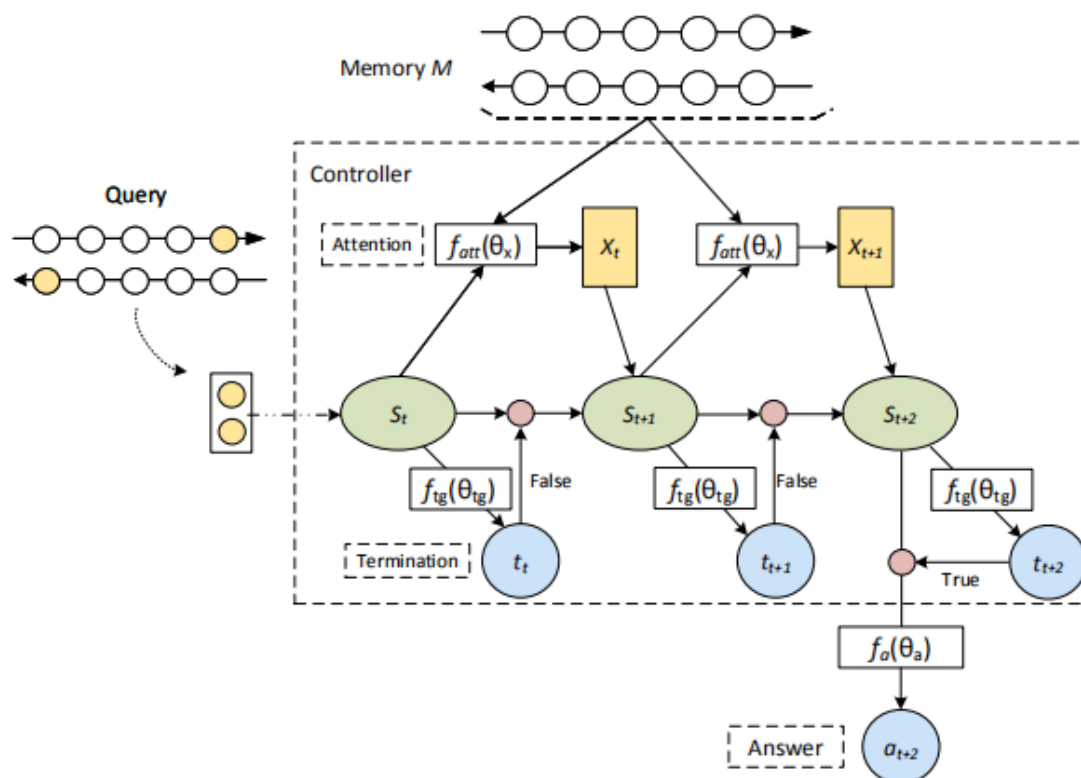 Memory M
Controller
Query
Attention
f_att(θ_x)
X_t
f_att(θ_x)
X_t+1
S_t
S_t+1
S_t+2
f_tg(θ_tg)
False
f_tg(θ_tg)
False
f_tg(θ_tg)
Termination
t_t
t_t+1
t_t+2
True
f_a(θ_a)
Answer
a_t+2